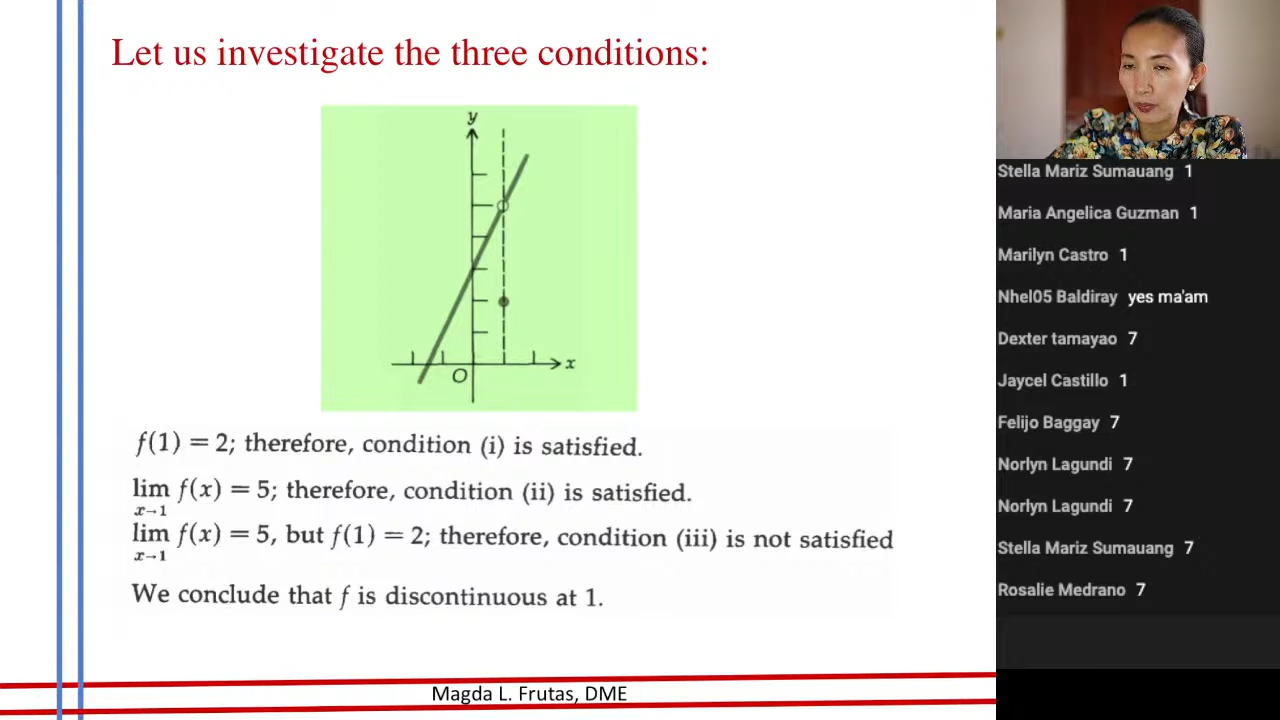 Let us investigate the three conditions:
y
O
x
f(1) = 2; therefore, condition (i) is satisfied.
lim f(x) = 5; therefore, condition (ii) is satisfied.
x→1
lim f(x) = 5, but f(1) = 2; therefore, condition (iii) is not satisfied
x→1
We conclude that f is discontinuous at 1.
Magda L. Frutas, DME
Stella Mariz Sumauang 1
Maria Angelica Guzman 1
Marilyn Castro 1
Nhel05 Baldiray yes ma'am
Dexter tamayao 7
Jaycel Castillo 1
Felijo Baggay 7
Norlyn Lagundi 7
Norlyn Lagundi 7
Stella Mariz Sumauang 7
Rosalie Medrano 7